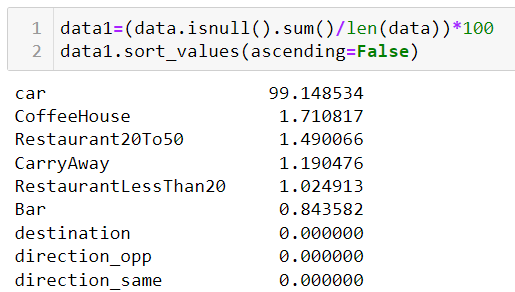 1 data1=(data.isnull().sum()/len(data))*100
2 data1.sort_values(ascending=False)
car 99.148534
CoffeeHouse 1.710817
Restaurant20To50 1.490066
CarryAway 1.190476
RestaurantLessThan20 1.024913
Bar 0.843582
destination 0.000000
direction_opp 0.000000
direction_same 0.000000